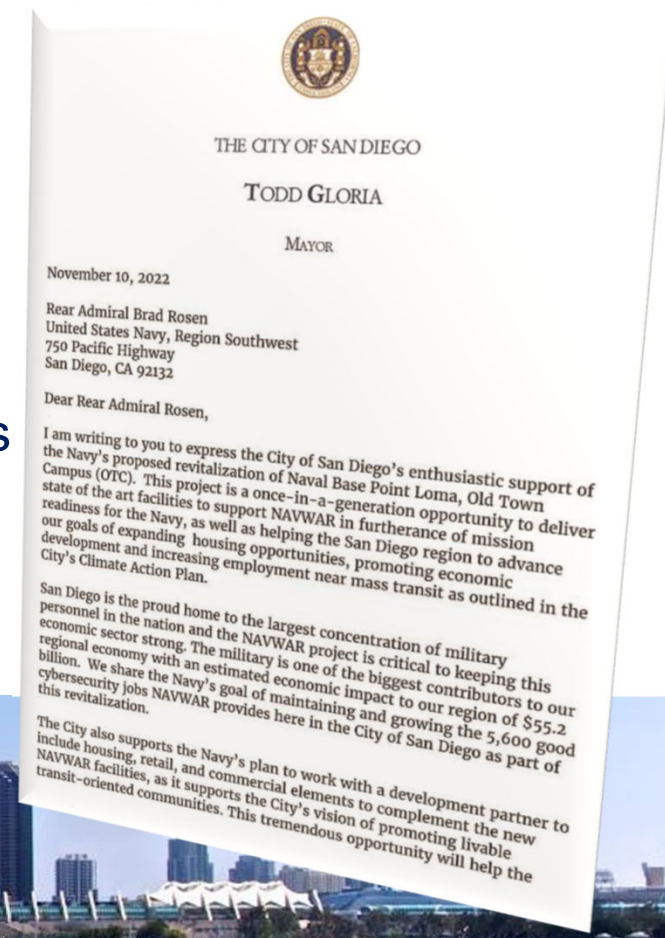 THE CITY OF SAN DIEGO
TODD GLORIA
MAYOR
November 10, 2022
Rear Admiral Brad Rosen
United States Navy, Region Southwest
750 Pacific Highway
San Diego, CA 92132
Dear Rear Admiral Rosen,
s
I am writing to you to express the City of San Diego's enthusiastic support of
the Navy's proposed revitalization of Naval Base Point Loma, Old Town
Campus (OTC). This project is a once-in-a-generation opportunity to deliver
state of the art facilities to support NAVWAR in furtherance of mission
readiness for the Navy, as well as helping the San Diego region to advance
our goals of expanding housing opportunities, promoting economic
development and increasing employment near mass transit as outlined in the
City's Climate Action Plan.
San Diego is the proud home to the largest concentration of military
personnel in the nation and the NAVWAR project is critical to keeping this
economic sector strong. The military is one of the biggest contributors to our
regional economy with an estimated economic impact to our region of $55.2
billion. We share the Navy's goal of maintaining and growing the 5,600 good
cybersecurity jobs NAVWAR provides here in the City of San Diego as part of
this revitalization.
The City also supports the Navy's plan to work with a development partner to
include housing, retail, and commercial elements to complement the new
NAVWAR facilities, as it supports the City's vision of promoting livable
transit-oriented communities. This tremendous opportunity will help the